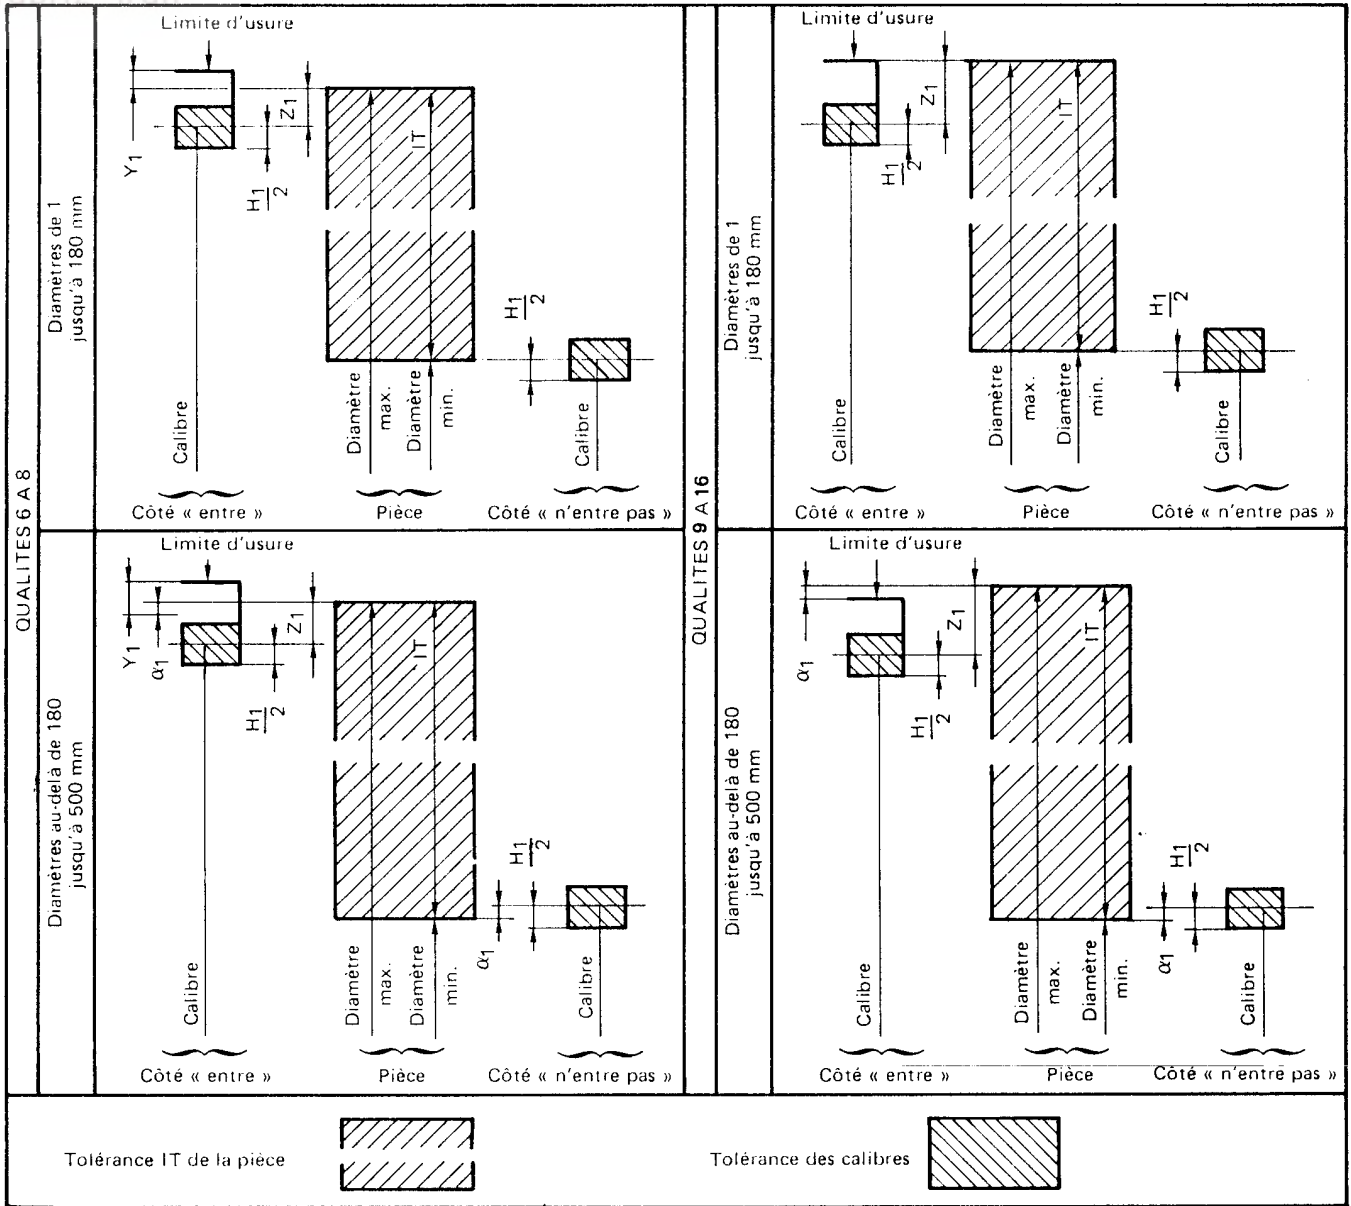 QUALITES 6 A 8
Diamètres de 1
jusqu'à 180 mm
Limite d'usure
Y1
H1
2
Z1
IT
Calibre
Diamètre
max.
Diamètre
min.
H1
2
Calibre
Côté « entre »
Pièce
Côté « n'entre pas »
Diamètres au-delà de 180
jusqu'à 500 mm
Limite d'usure
Y1
α1
H1
2
Z1
IT
Calibre
Diamètre
max.
Diamètre
min.
α1
H1
2
Calibre
Côté « entre »
Pièce
Côté « n'entre pas »
QUALITES 9 A 16
Diamètres de 1
jusqu'à 180 mm
Limite d'usure
H1
2
Z1
IT
Calibre
Diamètre
max.
Diamètre
min.
H1
2
Calibre
Côté « entre »
Pièce
Côté « n'entre pas »
Diamètres au-delà de 180
jusqu'à 500 mm
Limite d'usure
α1
H1
2
Z1
IT
Calibre
Diamètre
max.
Diamètre
min.
α1
H1
2
Calibre
Côté « entre »
Pièce
Côté « n'entre pas »
Tolérance IT de la pièce
Tolérance des calibres